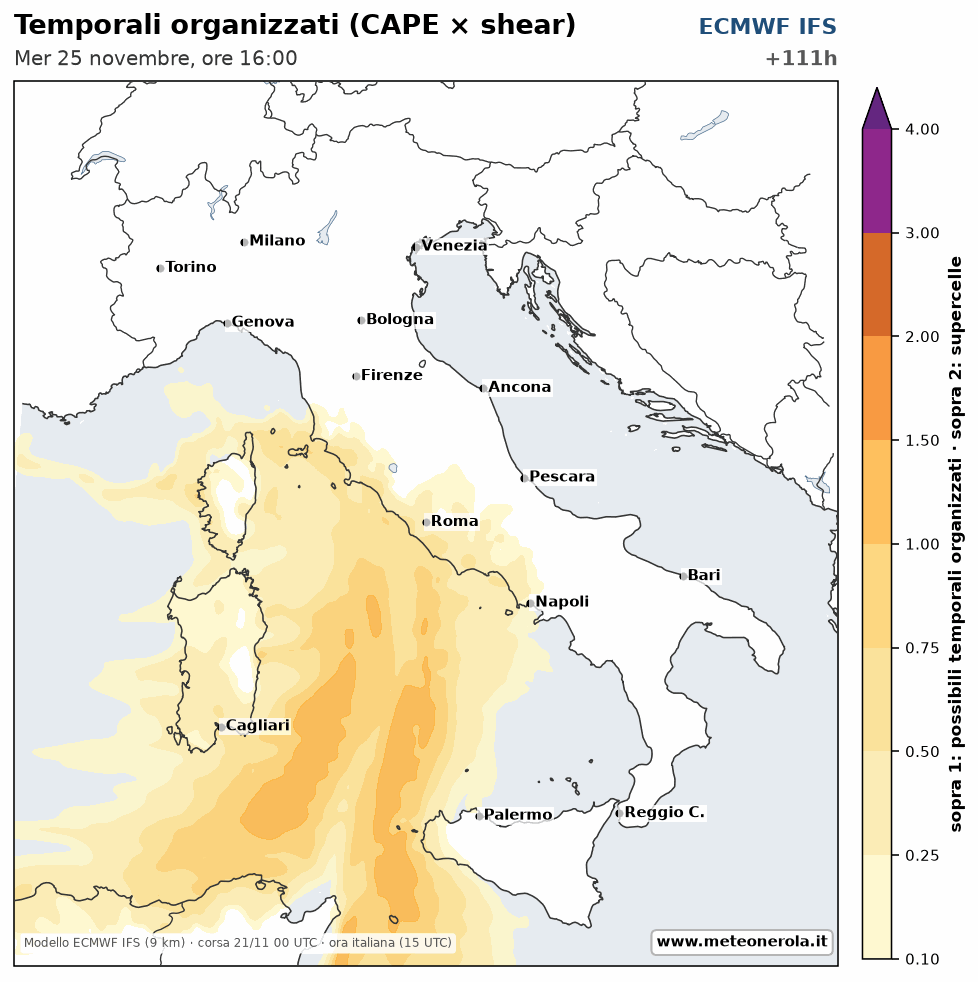 Temporali organizzati (CAPE × shear)
ECMWF IFS
Mer 25 novembre, ore 16:00
+111h
Milano
Venezia
Torino
Genova
Bologna
Firenze
Ancona
Pescara
Roma
Bari
Napoli
Cagliari
Palermo
Reggio C.
Modello ECMWF IFS (9 km) · corsa 21/11 00 UTC · ora italiana (15 UTC)
www.meteonerola.it
4.00
3.00
2.00
1.50
1.00
0.75
0.50
0.25
0.10
sopra 1: possibili temporali organizzati · sopra 2: supercelle